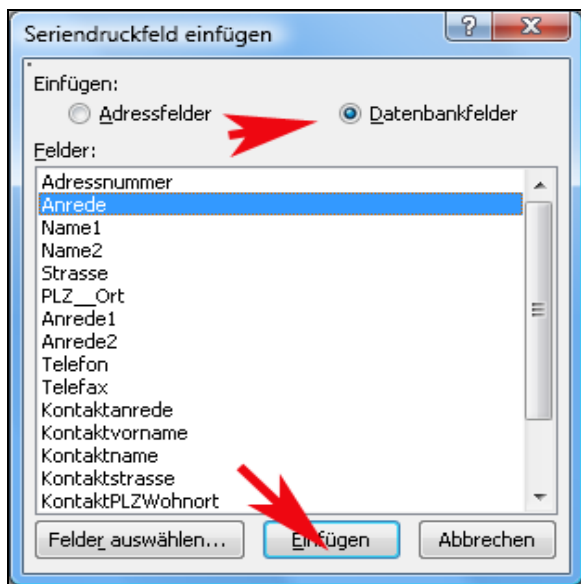 Seriendruckfeld einfügen
Einfügen:
Adressfelder Datenbankfelder
Felder:
Adressnummer
Anrede
Name1
Name2
Strasse
PLZ__Ort
Anrede1
Anrede2
Telefon
Telefax
Kontaktanrede
Kontaktvorname
Kontaktname
Kontaktstrasse
KontaktPLZWohnort
Felder auswählen... Einfügen Abbrechen